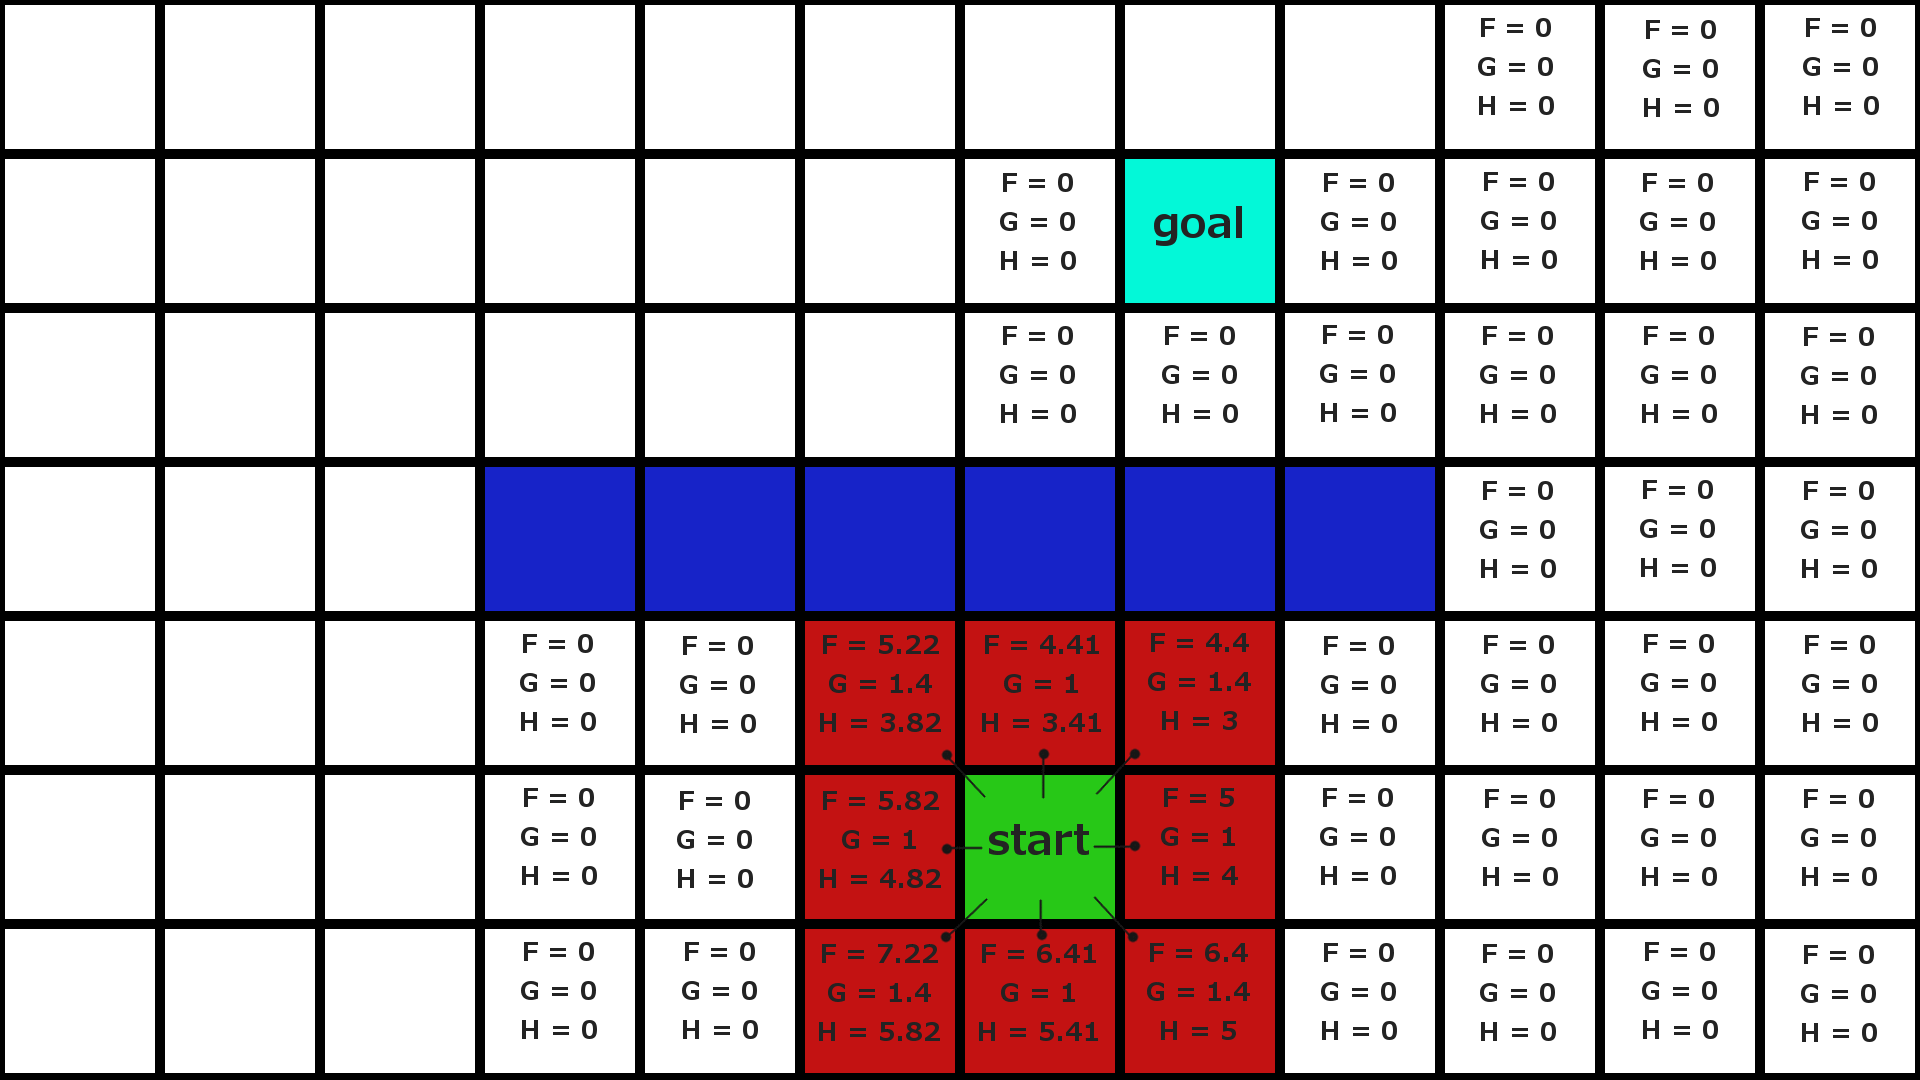 F = 0
G = 0
H = 0
F = 0
G = 0
H = 0
F = 0
G = 0
H = 0
F = 0
G = 0
H = 0
goal
F = 0
G = 0
H = 0
F = 0
G = 0
H = 0
F = 0
G = 0
H = 0
F = 0
G = 0
H = 0
F = 0
G = 0
H = 0
F = 0
G = 0
H = 0
F = 0
G = 0
H = 0
F = 0
G = 0
H = 0
F = 0
G = 0
H = 0
F = 0
G = 0
H = 0
F = 0
G = 0
H = 0
F = 0
G = 0
H = 0
F = 0
G = 0
H = 0
F = 0
G = 0
H = 0
F = 0
G = 0
H = 0
F = 5.22
G = 1.4
H = 3.82
F = 4.41
G = 1
H = 3.41
F = 4.4
G = 1.4
H = 3
F = 0
G = 0
H = 0
F = 0
G = 0
H = 0
F = 0
G = 0
H = 0
F = 0
G = 0
H = 0
F = 0
G = 0
H = 0
F = 0
G = 0
H = 0
F = 5.82
G = 1
H = 4.82
start
F = 5
G = 1
H = 4
F = 0
G = 0
H = 0
F = 0
G = 0
H = 0
F = 0
G = 0
H = 0
F = 0
G = 0
H = 0
F = 0
G = 0
H = 0
F = 0
G = 0
H = 0
F = 7.22
G = 1.4
H = 5.82
F = 6.41
G = 1
H = 5.41
F = 6.4
G = 1.4
H = 5
F = 0
G = 0
H = 0
F = 0
G = 0
H = 0
F = 0
G = 0
H = 0
F = 0
G = 0
H = 0